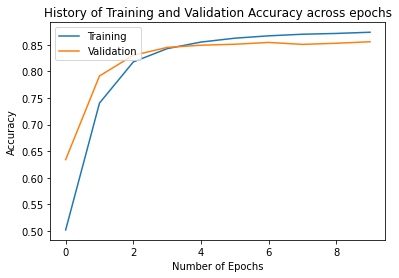 History of Training and Validation Accuracy across epochs
Training
Validation
Accuracy
0.85
0.80
0.75
0.70
0.65
0.60
0.55
0.50
0 2 4 6 8
Number of Epochs